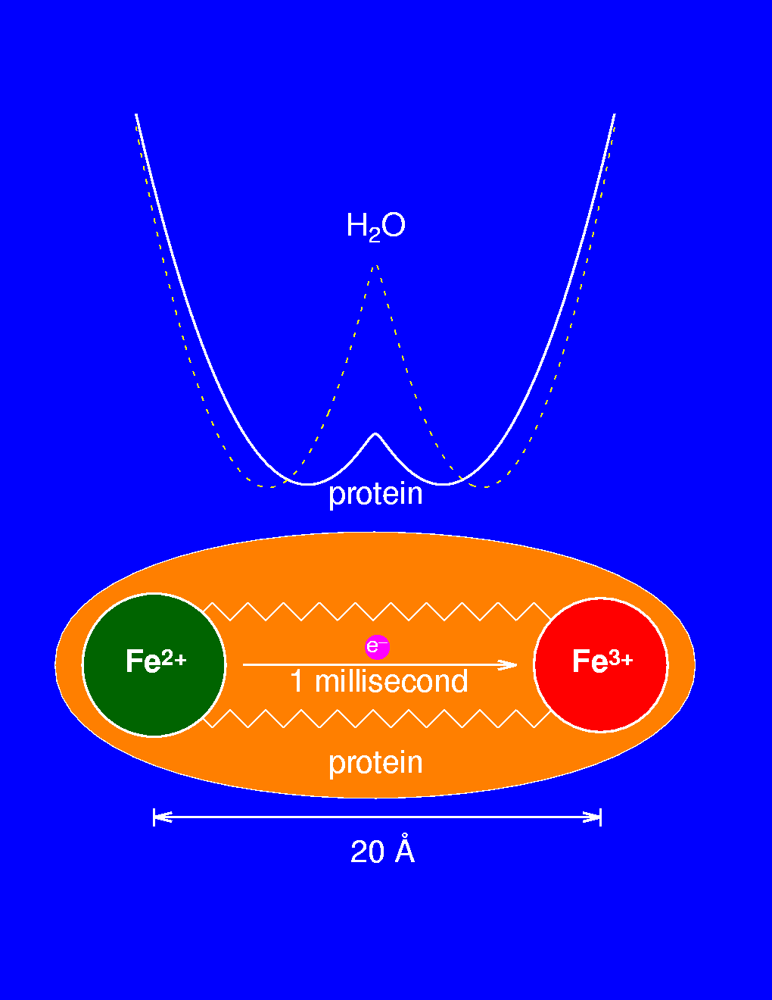 H₂O
protein
Fe²⁺ e⁻ Fe³⁺
1 millisecond
protein
20 Å